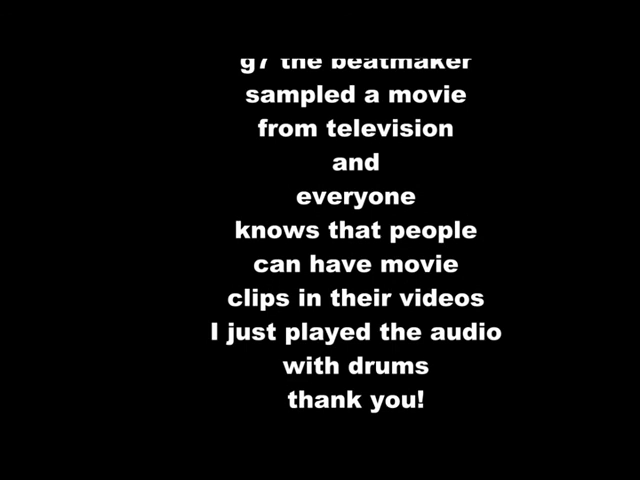 g7 the beatmaker
sampled a movie
from television
and
everyone
knows that people
can have movie
clips in their videos
I just played the audio
with drums
thank you!